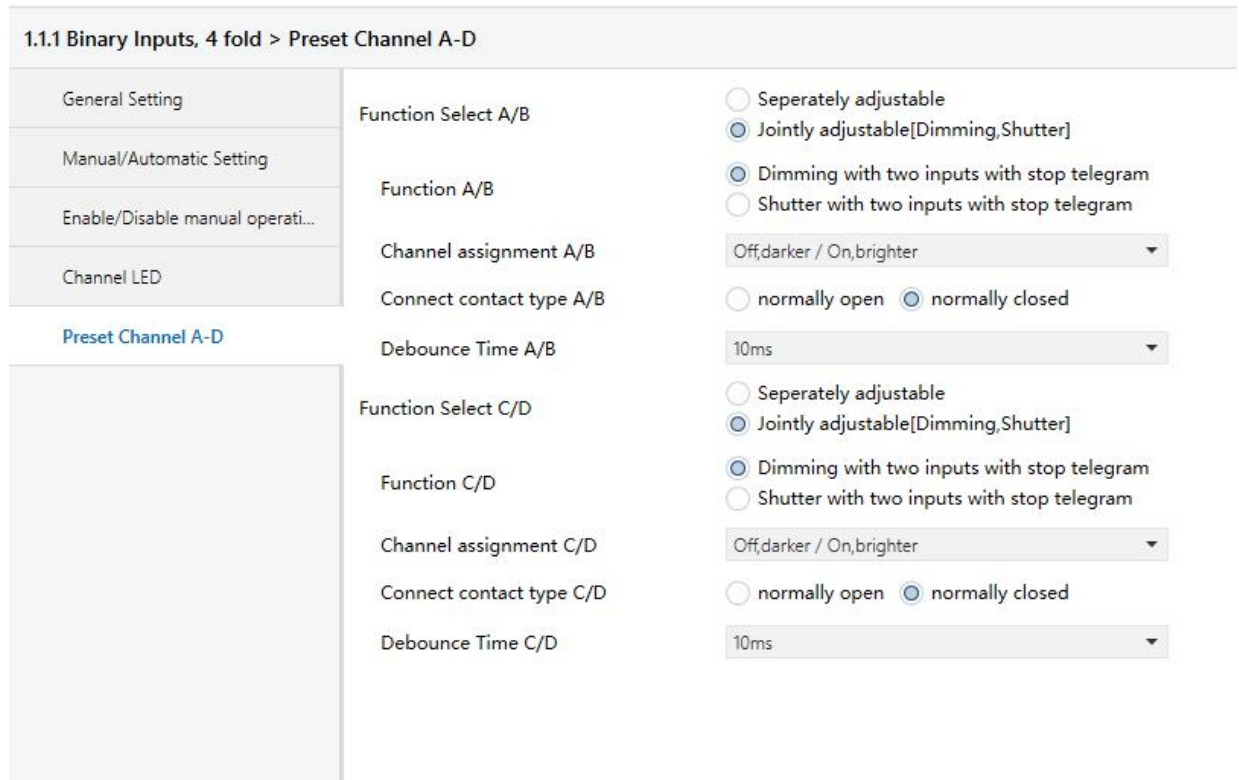 1.1.1 Binary Inputs, 4 fold > Preset Channel A-D
General Setting
Manual/Automatic Setting
Enable/Disable manual operati...
Channel LED
Preset Channel A-D
Function Select A/B
Seperately adjustable
Jointly adjustable[Dimming,Shutter]
Function A/B
Dimming with two inputs with stop telegram
Shutter with two inputs with stop telegram
Channel assignment A/B
Off,darker / On,brighter
Connect contact type A/B
normally open normally closed
Debounce Time A/B
10ms
Function Select C/D
Seperately adjustable
Jointly adjustable[Dimming,Shutter]
Function C/D
Dimming with two inputs with stop telegram
Shutter with two inputs with stop telegram
Channel assignment C/D
Off,darker / On,brighter
Connect contact type C/D
normally open normally closed
Debounce Time C/D
10ms